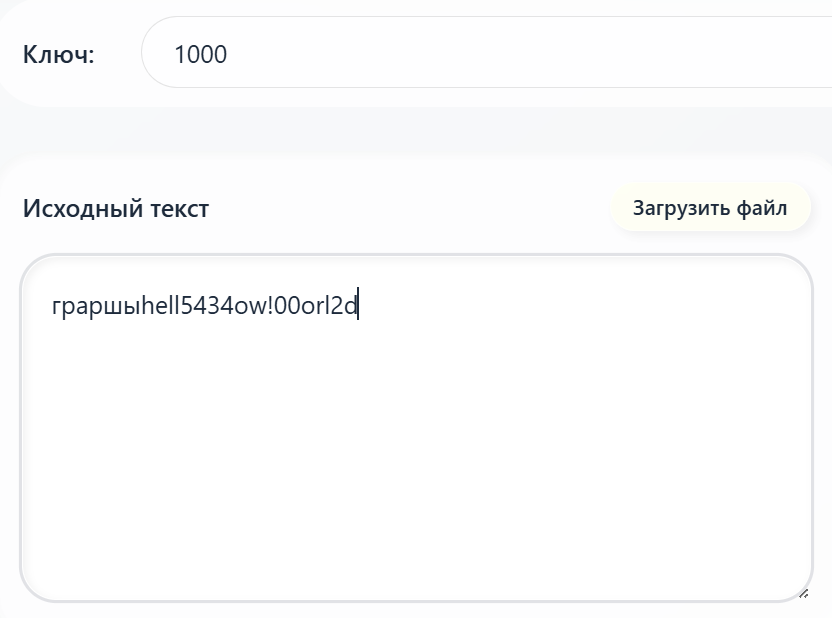 Ключ:
1000
Исходный текст
Загрузить файл
граршыhell5434ow!00orl2d